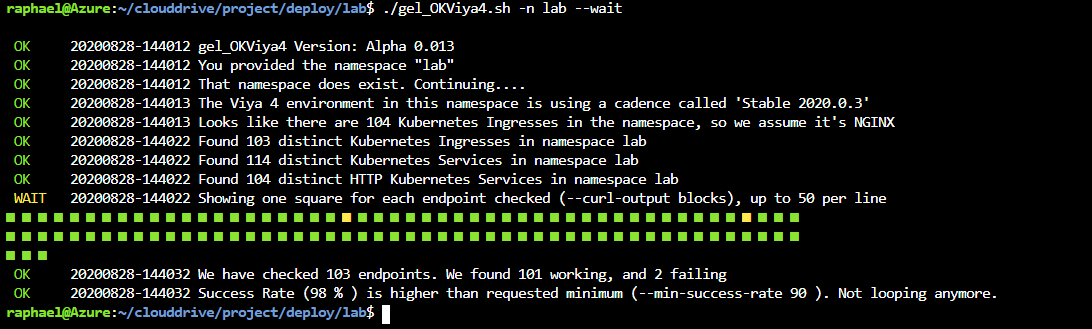 raphael@Azure:~/clouddrive/project/deploy/lab$ ./gel_OKViya4.sh -n lab --wait
OK 20200828-144012 gel_OKViya4 Version: Alpha 0.013
OK 20200828-144012 You provided the namespace "lab"
OK 20200828-144012 That namespace does exist. Continuing....
OK 20200828-144013 The Viya 4 environment in this namespace is using a cadence called 'Stable 2020.0.3'
OK 20200828-144013 Looks like there are 104 Kubernetes Ingresses in the namespace, so we assume it's NGINX
OK 20200828-144022 Found 103 distinct Kubernetes Ingresses in namespace lab
OK 20200828-144022 Found 114 distinct Kubernetes Services in namespace lab
OK 20200828-144022 Found 104 distinct HTTP Kubernetes Services in namespace lab
WAIT 20200828-144022 Showing one square for each endpoint checked (--curl-output blocks), up to 50 per line
OK 20200828-144032 We have checked 103 endpoints. We found 101 working, and 2 failing
OK 20200828-144032 Success Rate (98 % ) is higher than requested minimum (--min-success-rate 90 ). Not looping anymore.
raphael@Azure:~/clouddrive/project/deploy/lab$